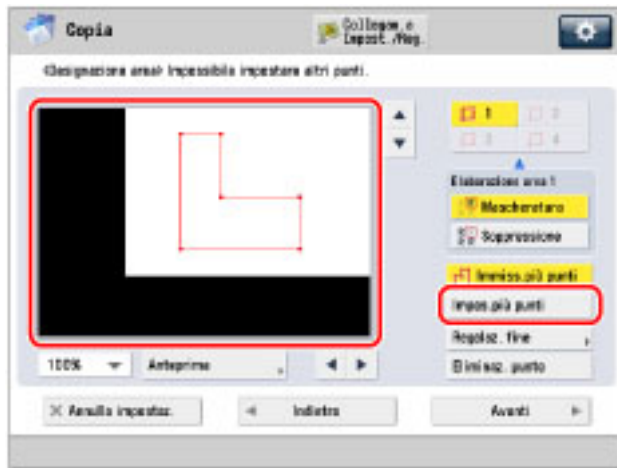 Copia
Collegam. e
Impost./Reg.
<Designazione area> Impossibile impostare altri punti.
1
2
3
4
Elaborazione area 1
Mascheratura
Soppressione
Immiss.più punti
Impos.più punti
Regolaz. fine
Eliminaz. punto
100%
Anteprima
Annulla impostaz.
Indietro
Avanti